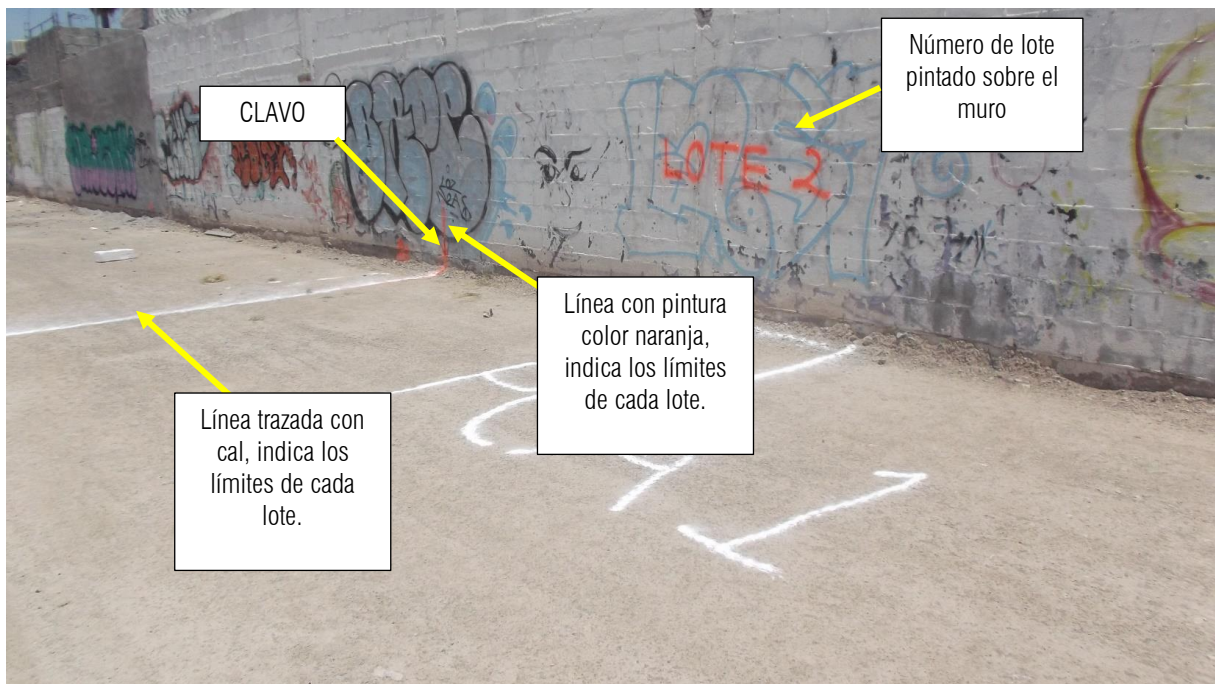 Número de lote
pintado sobre el
muro
CLAVO
LOTE 2
Línea con pintura
color naranja,
indica los límites
de cada lote.
Línea trazada con
cal, indica los
límites de cada
lote.
1